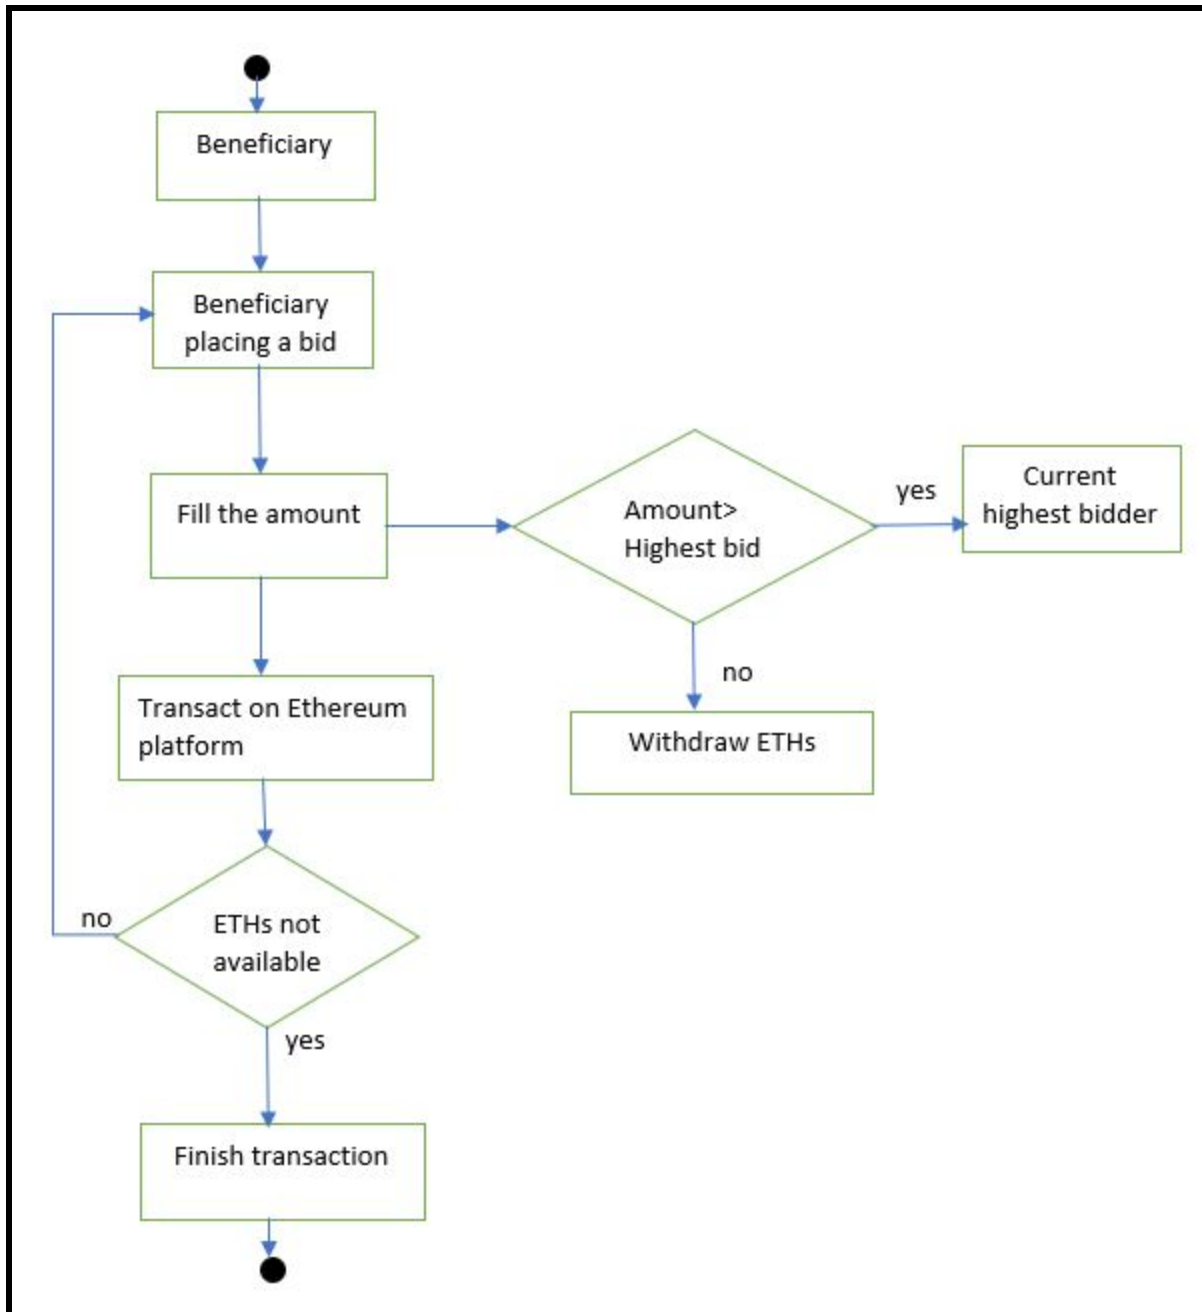 Beneficiary
Beneficiary
placing a bid
Fill the amount
Amount>
Highest bid
yes
Current
highest bidder
no
Withdraw ETHs
Transact on Ethereum
platform
no
ETHs not
available
yes
Finish transaction